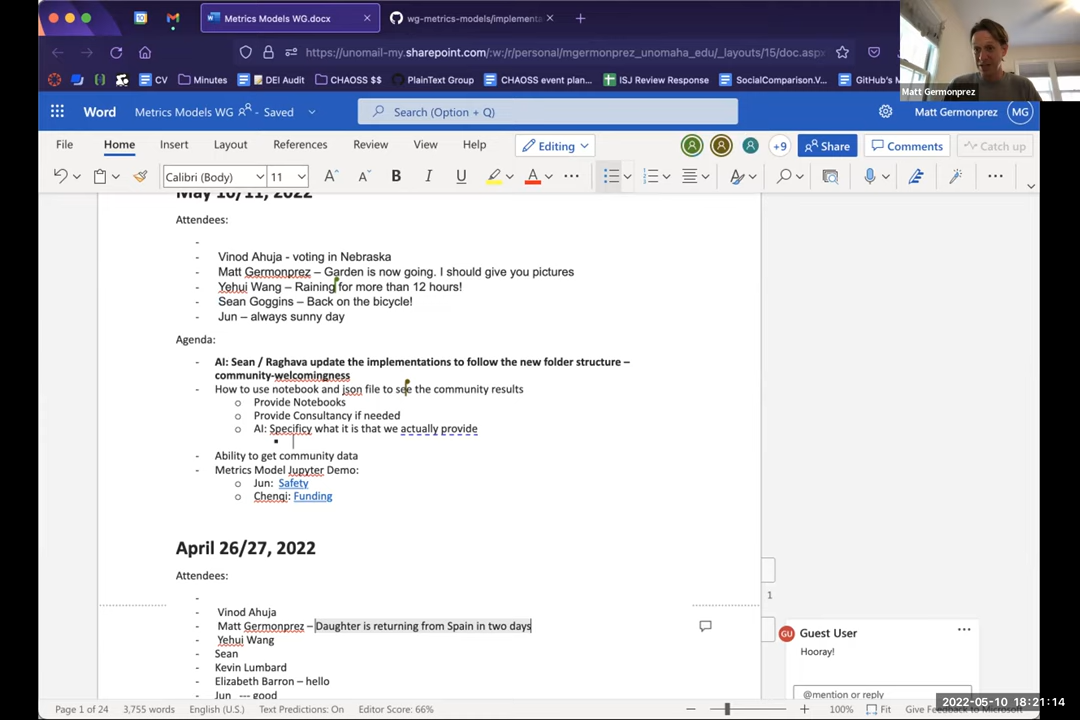 Metrics Models WG.docx
wg-metrics-models/implementa
https://unomail-my.sharepoint.com/:w:/r/personal/mgermonprez_unomaha_edu/_layouts/15/doc.aspx
CV
Minutes
DEI Audit
CHAOSS $$
PlainText Group
CHAOSS event plan...
ISJ Review Response
SocialComparison.V...
GitHub's
Matt Germonprez
Word
Metrics Models WG
- Saved
Search (Option + Q)
Matt Germonprez
MG
File
Home
Insert
Layout
References
Review
View
Help
Editing
+9
Share
Comments
Catch up
Calibri (Body)
11
May 10/11, 2022
Attendees:
-
- Vinod Ahuja - voting in Nebraska
- Matt Germonprez – Garden is now going. I should give you pictures
- Yehui Wang – Raining for more than 12 hours!
- Sean Goggins – Back on the bicycle!
- Jun – always sunny day
Agenda:
- AI: Sean / Raghava update the implementations to follow the new folder structure –
community-welcomingness
- How to use notebook and json file to see the community results
o Provide Notebooks
o Provide Consultancy if needed
o AI: Specificy what it is that we actually provide
- Ability to get community data
- Metrics Model Jupyter Demo:
o Jun: Safety
o Chenqi: Funding
April 26/27, 2022
Attendees:
-
- Vinod Ahuja
- Matt Germonprez – Daughter is returning from Spain in two days
- Yehui Wang
- Sean
- Kevin Lumbard
- Elizabeth Barron – hello
- Jun --- good
1
GU
Guest User
Hooray!
@mention or reply
Page 1 of 24
3,755 words
English (U.S.)
Text Predictions: On
Editor Score: 66%
100%
Fit
Give Feedback to Microsoft
2022-05-10 18:21:14